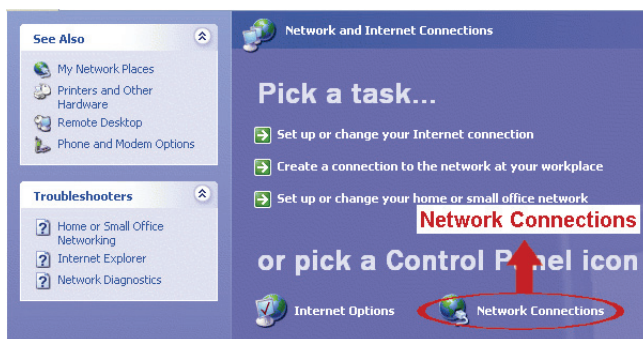 See Also
My Network Places
Printers and Other
Hardware
Remote Desktop
Phone and Modem Options
Troubleshooters
Home or Small Office
Networking
Internet Explorer
Network Diagnostics
Network and Internet Connections
Pick a task...
Set up or change your Internet connection
Create a connection to the network at your workplace
Set up or change your home or small office network
Network Connections
or pick a Control Panel icon
Internet Options
Network Connections